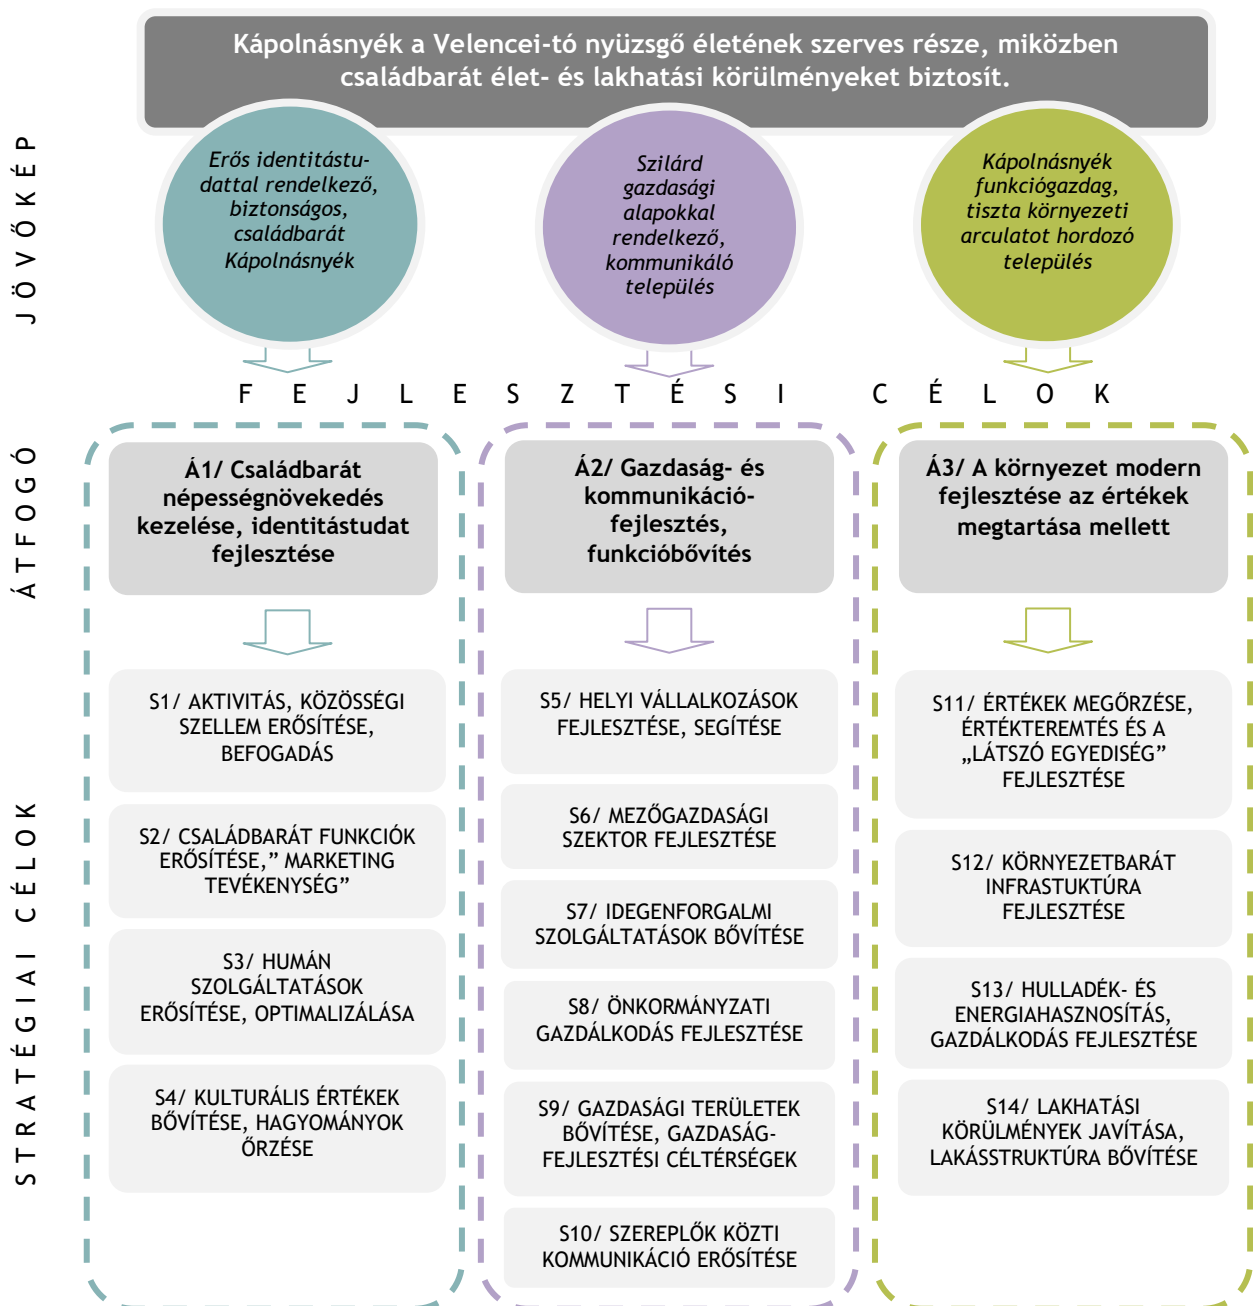 Kápolnásnyék a Velencei-tó nyüzsgő életének szerves része, miközben
családbarát élet- és lakhatási körülményeket biztosít.
JÖVŐKÉP
Erős identitástu-
dattal rendelkező,
biztonságos,
családbarát
Kápolnásnyék
Szilárd
gazdasági
alapokkal
rendelkező,
kommunikáló
település
Kápolnásnyék
funkciógazdag,
tiszta környezeti
arculatot hordozó
település
FEJLESZTÉSI CÉLOK
ÁTFOGÓ
Á1/ Családbarát
népességnövekedés
kezelése, identitástudat
fejlesztése
Á2/ Gazdaság- és
kommunikáció-
fejlesztés,
funkcióbővítés
Á3/ A környezet modern
fejlesztése az értékek
megtartása mellett
STRATÉGIAI CÉLOK
S1/ AKTIVITÁS, KÖZÖSSÉGI
SZELLEM ERŐSÍTÉSE,
BEFOGADÁS
S2/ CSALÁDBARÁT FUNKCIÓK
ERŐSÍTÉSE,” MARKETING
TEVÉKENYSÉG”
S3/ HUMÁN
SZOLGÁLTATÁSOK
ERŐSÍTÉSE, OPTIMALIZÁLÁSA
S4/ KULTURÁLIS ÉRTÉKEK
BŐVÍTÉSE, HAGYOMÁNYOK
ŐRZÉSE
S5/ HELYI VÁLLALKOZÁSOK
FEJLESZTÉSE, SEGÍTÉSE
S6/ MEZŐGAZDASÁGI
SZEKTOR FEJLESZTÉSE
S7/ IDEGENFORGALMI
SZOLGÁLTATÁSOK BŐVÍTÉSE
S8/ ÖNKORMÁNYZATI
GAZDÁLKODÁS FEJLESZTÉSE
S9/ GAZDASÁGI TERÜLETEK
BŐVÍTÉSE, GAZDASÁG-
FEJLESZTÉSI CÉLTÉRSÉGEK
S10/ SZEREPLŐK KÖZTI
KOMMUNIKÁCIÓ ERŐSÍTÉSE
S11/ ÉRTÉKEK MEGŐRZÉSE,
ÉRTÉKTEREMTÉS ÉS A
„LÁTSZÓ EGYEDISÉG”
FEJLESZTÉSE
S12/ KÖRNYEZETBARÁT
INFRASTUKTÚRA
FEJLESZTÉSE
S13/ HULLADÉK- ÉS
ENERGIAHASZNOSÍTÁS,
GAZDÁLKODÁS FEJLESZTÉSE
S14/ LAKHATÁSI
KÖRÜLMÉNYEK JAVÍTÁSA,
LAKÁSSTRUKTÚRA BŐVÍTÉSE